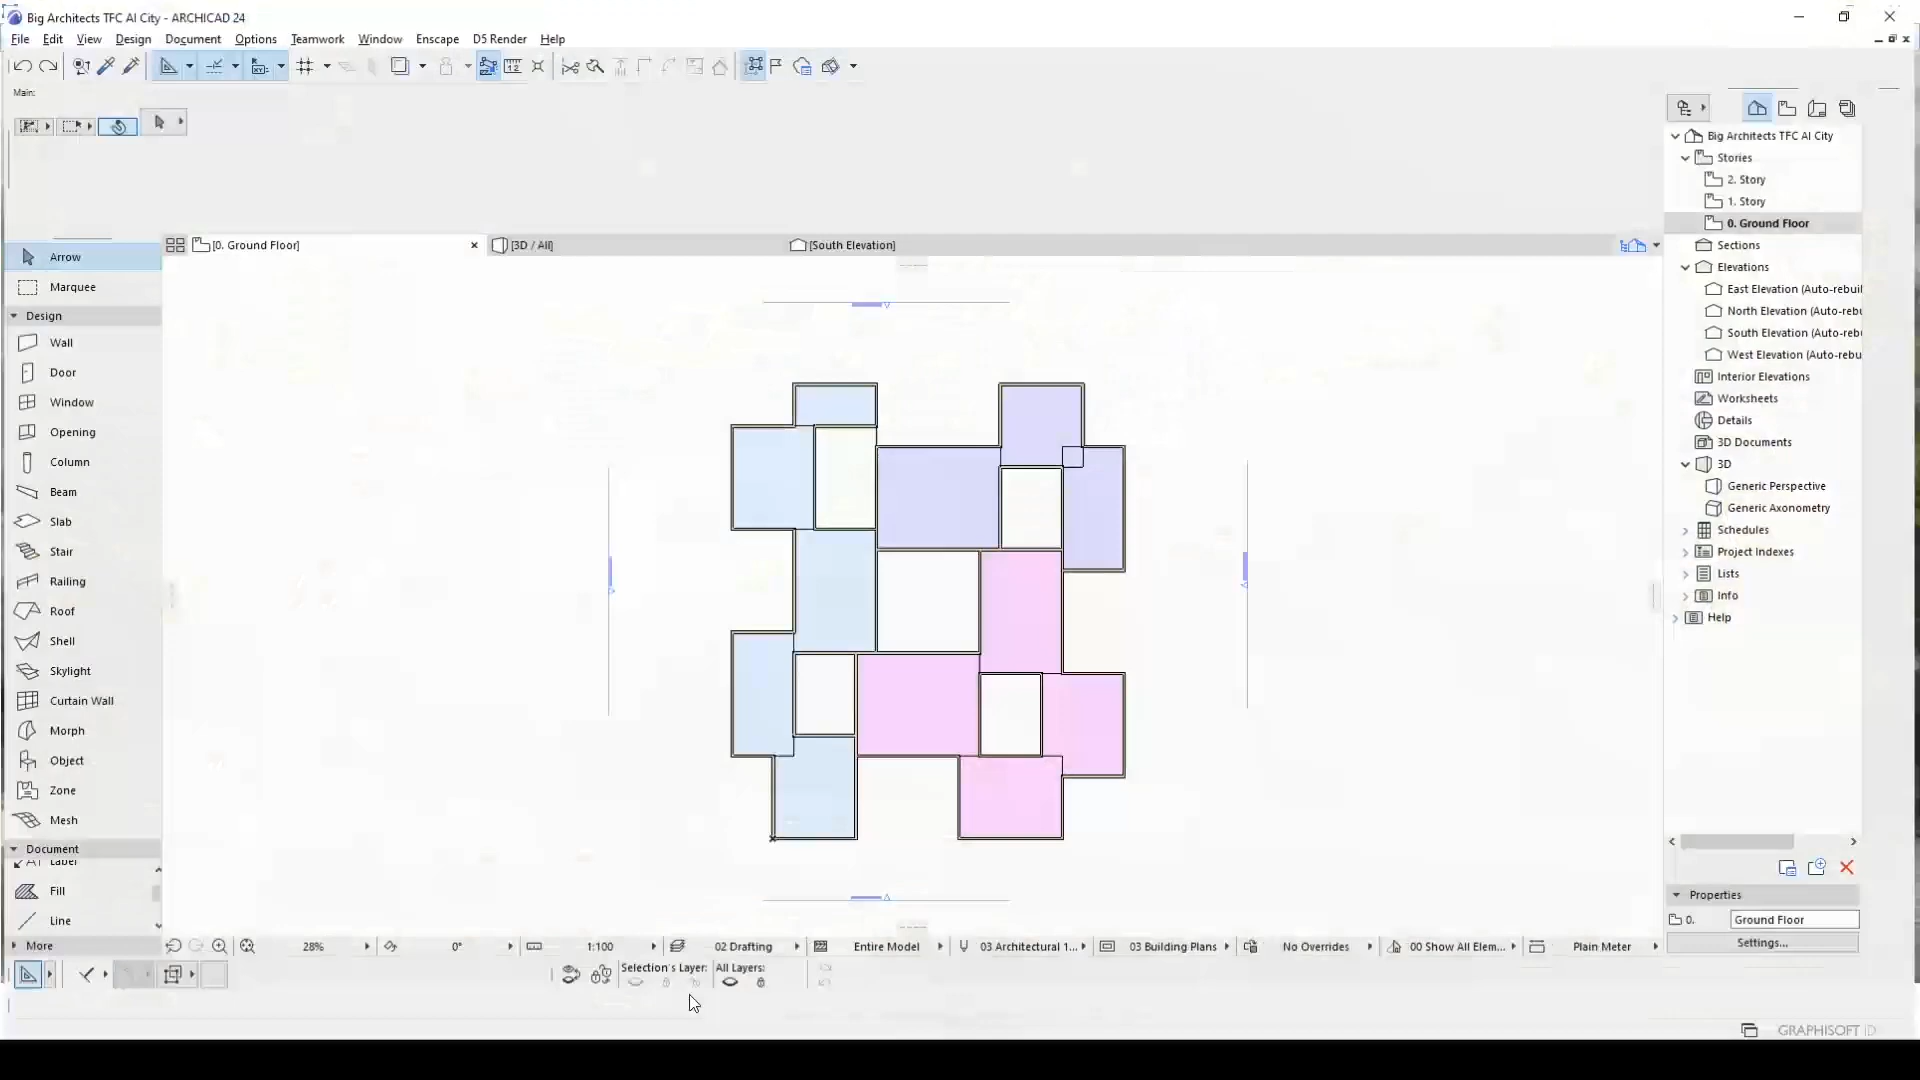 Big Architects TFC AI City - ARCHICAD 24
File Edit View Design Document Options Teamwork Window Enscape D5 Render Help
Main:
[0. Ground Floor]
[3D / All]
[South Elevation]
Arrow
Marquee
Design
Wall
Door
Window
Opening
Column
Beam
Slab
Stair
Railing
Roof
Shell
Skylight
Curtain Wall
Morph
Object
Zone
Mesh
Document
Label
Fill
Line
More
Big Architects TFC AI City
Stories
2. Story
1. Story
0. Ground Floor
Sections
Elevations
East Elevation (Auto-rebuil
North Elevation (Auto-rebu
South Elevation (Auto-rebu
West Elevation (Auto-rebu
Interior Elevations
Worksheets
Details
3D Documents
3D
Generic Perspective
Generic Axonometry
Schedules
Project Indexes
Lists
Info
Help
Properties
0. Ground Floor
Settings...
28% 0° 1:100 02 Drafting Entire Model 03 Architectural 1... 03 Building Plans No Overrides 00 Show All Elem... Plain Meter
Selection's Layer: All Layers:
GRAPHISOFT ID